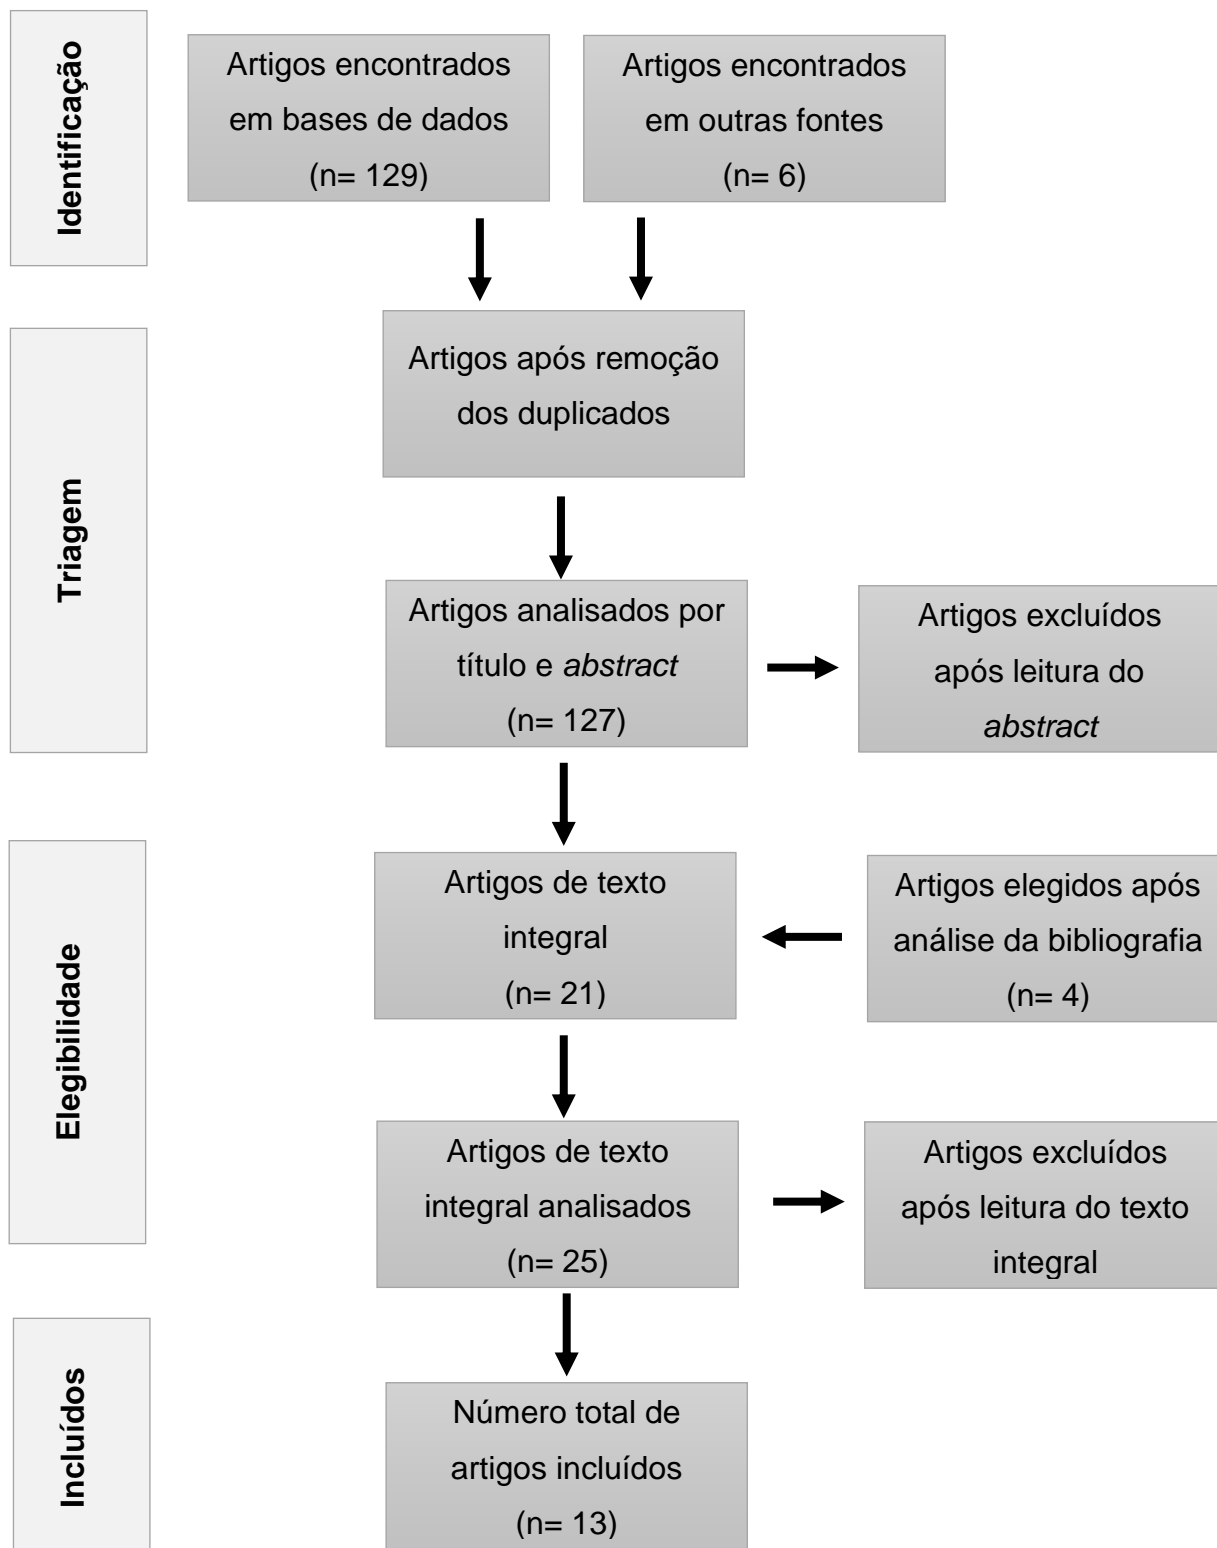 Identificação
Artigos encontrados
em bases de dados
(n= 129)
Artigos encontrados
em outras fontes
(n= 6)
Triagem
Artigos após remoção
dos duplicados
Artigos analisados por
título e abstract
(n= 127)
Artigos excluídos
após leitura do
abstract
Elegibilidade
Artigos de texto
integral
(n= 21)
Artigos elegidos após
análise da bibliografia
(n= 4)
Artigos de texto
integral analisados
(n= 25)
Artigos excluídos
após leitura do texto
integral
Incluídos
Número total de
artigos incluídos
(n= 13)